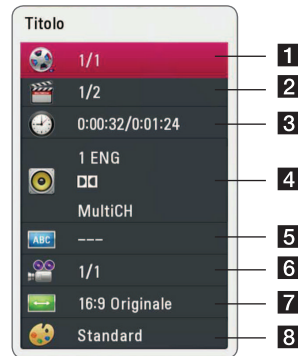 Titolo
1/1 1
1/2 2
0:00:32/0:01:24 3
1 ENG
DD 4
MultiCH
ABC --- 5
1/1 6
16:9 Originale 7
Standard 8